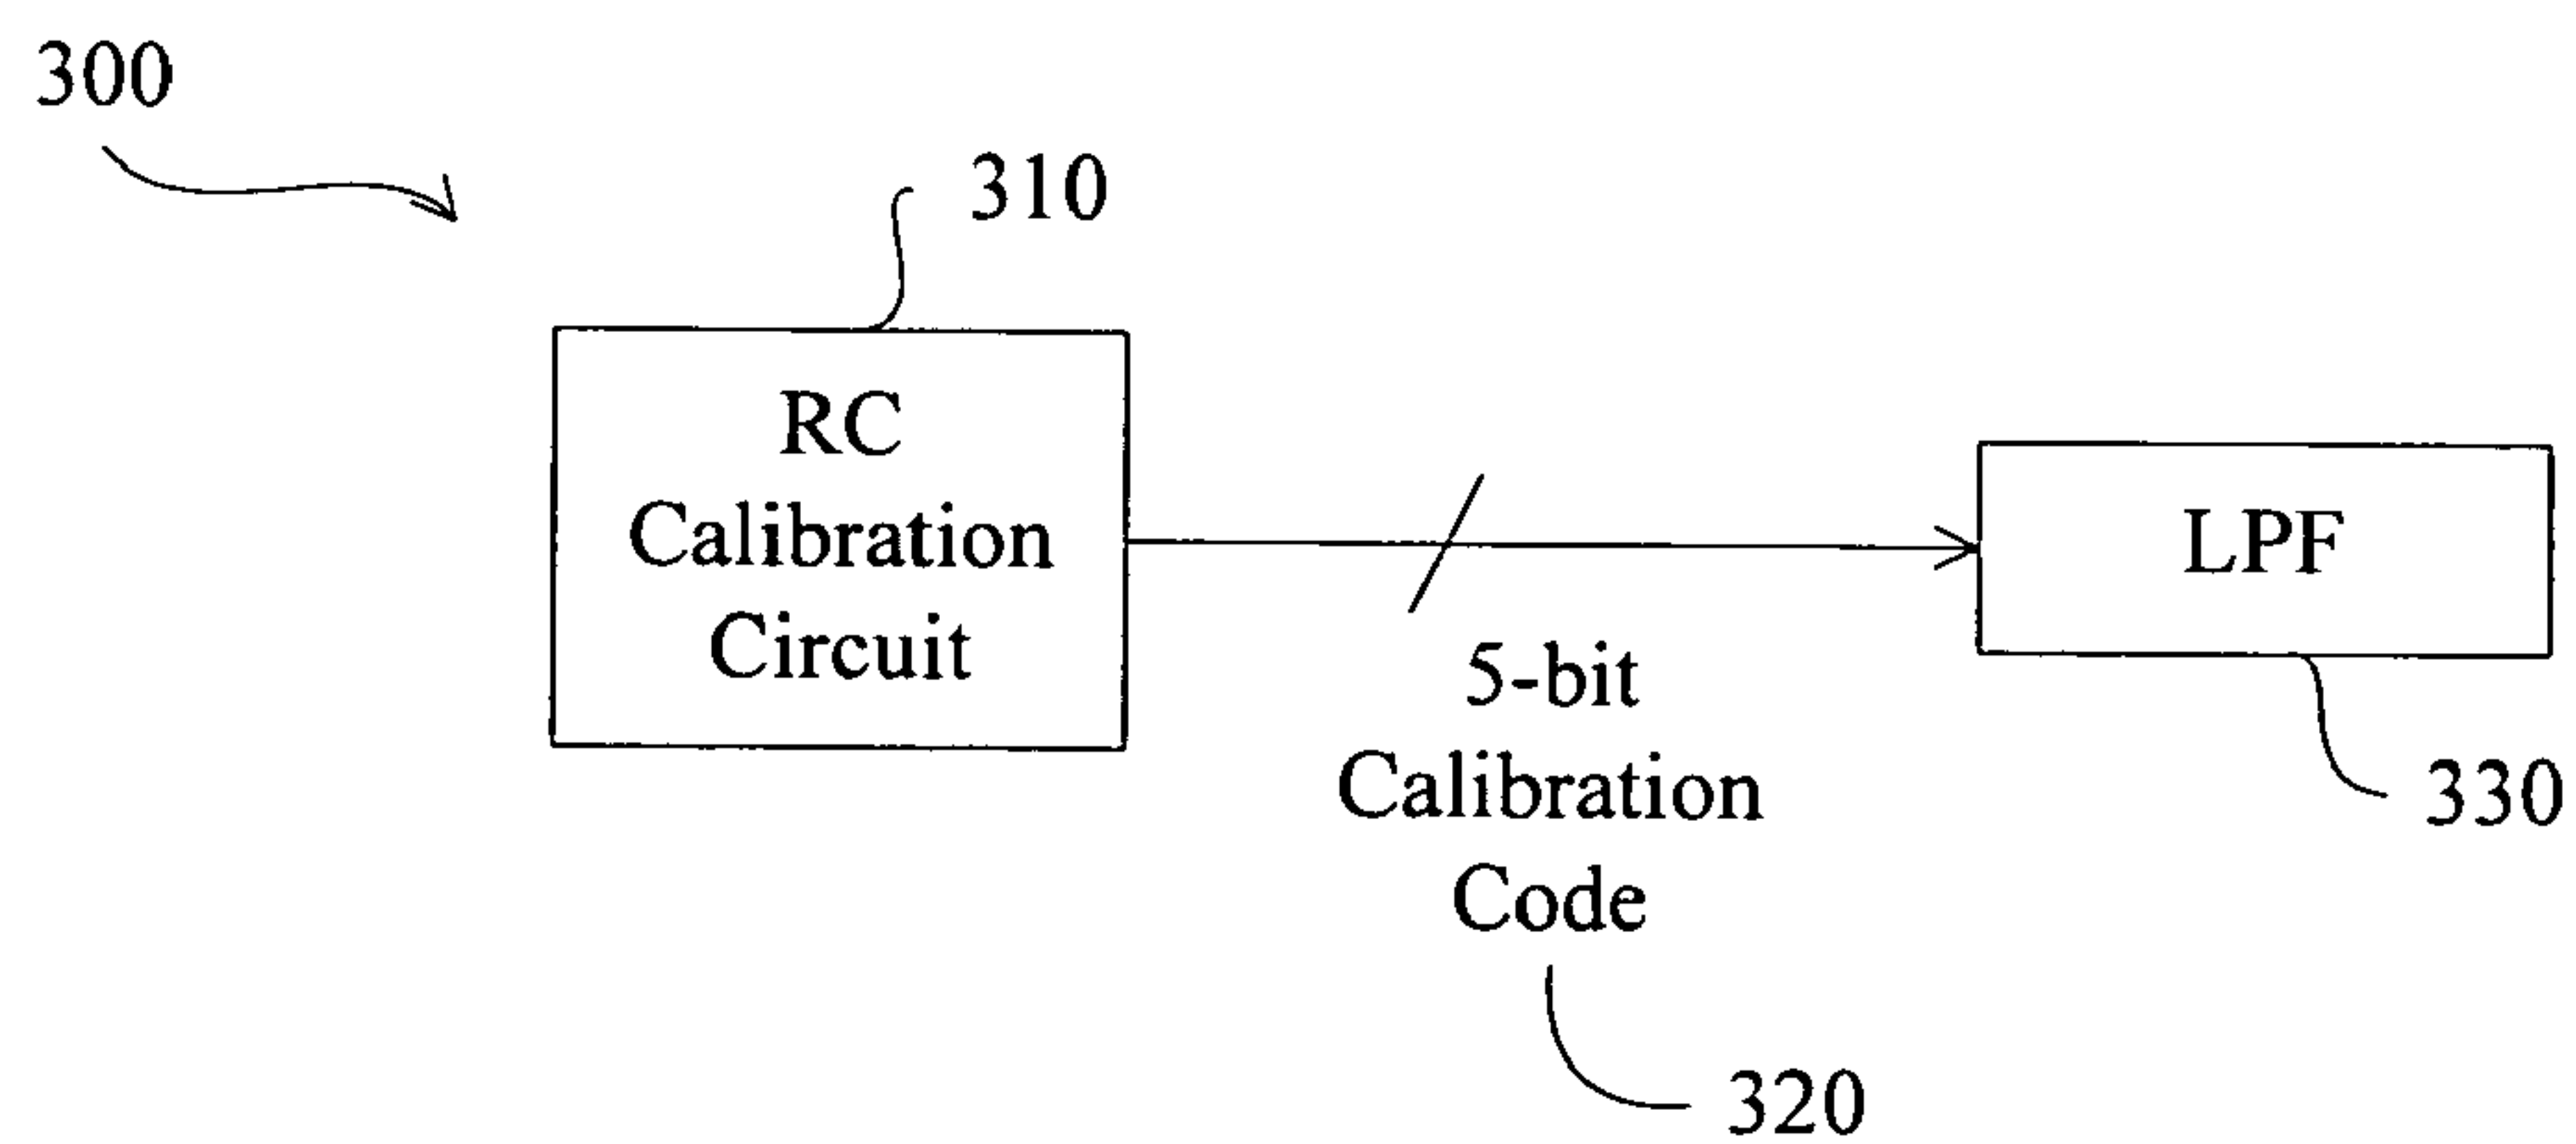 300
310
RC
Calibration
Circuit
LPF
5-bit
Calibration
Code
330
320